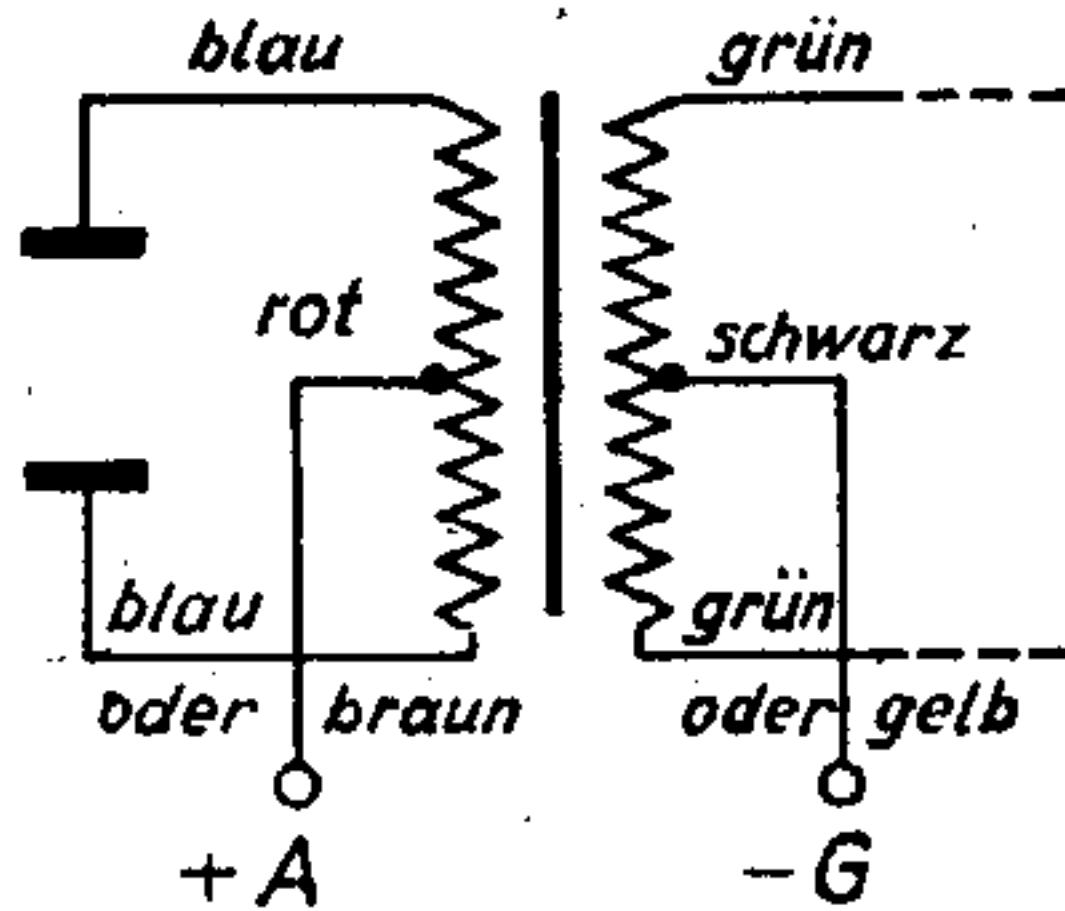 blau
grün
rot
schwarz
blau
grün
oder braun
oder gelb
+A
-G